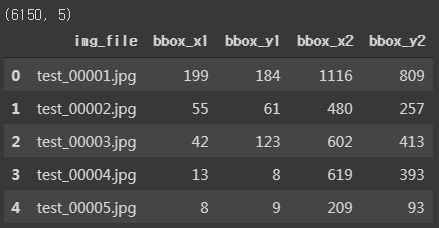 (6150, 5)
img_file bbox_x1 bbox_y1 bbox_x2 bbox_y2
0 test_00001.jpg 199 184 1116 809
1 test_00002.jpg 55 61 480 257
2 test_00003.jpg 42 123 602 413
3 test_00004.jpg 13 8 619 393
4 test_00005.jpg 8 9 209 93